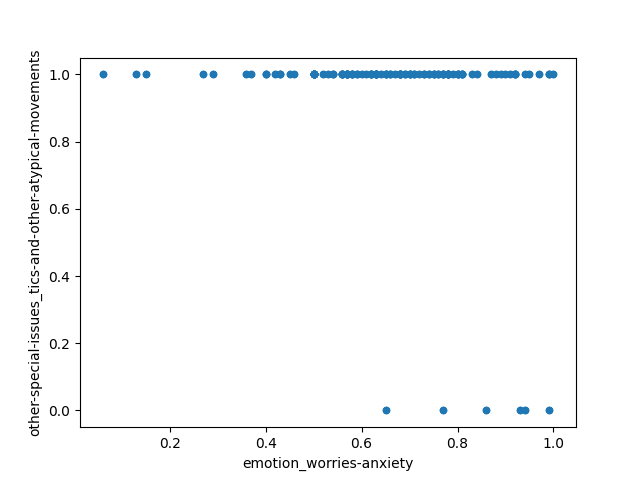 other-special-issues_tics-and-other-atypical-movements
1.0
0.8
0.6
0.4
0.2
0.0
0.2 0.4 0.6 0.8 1.0
emotion_worries-anxiety